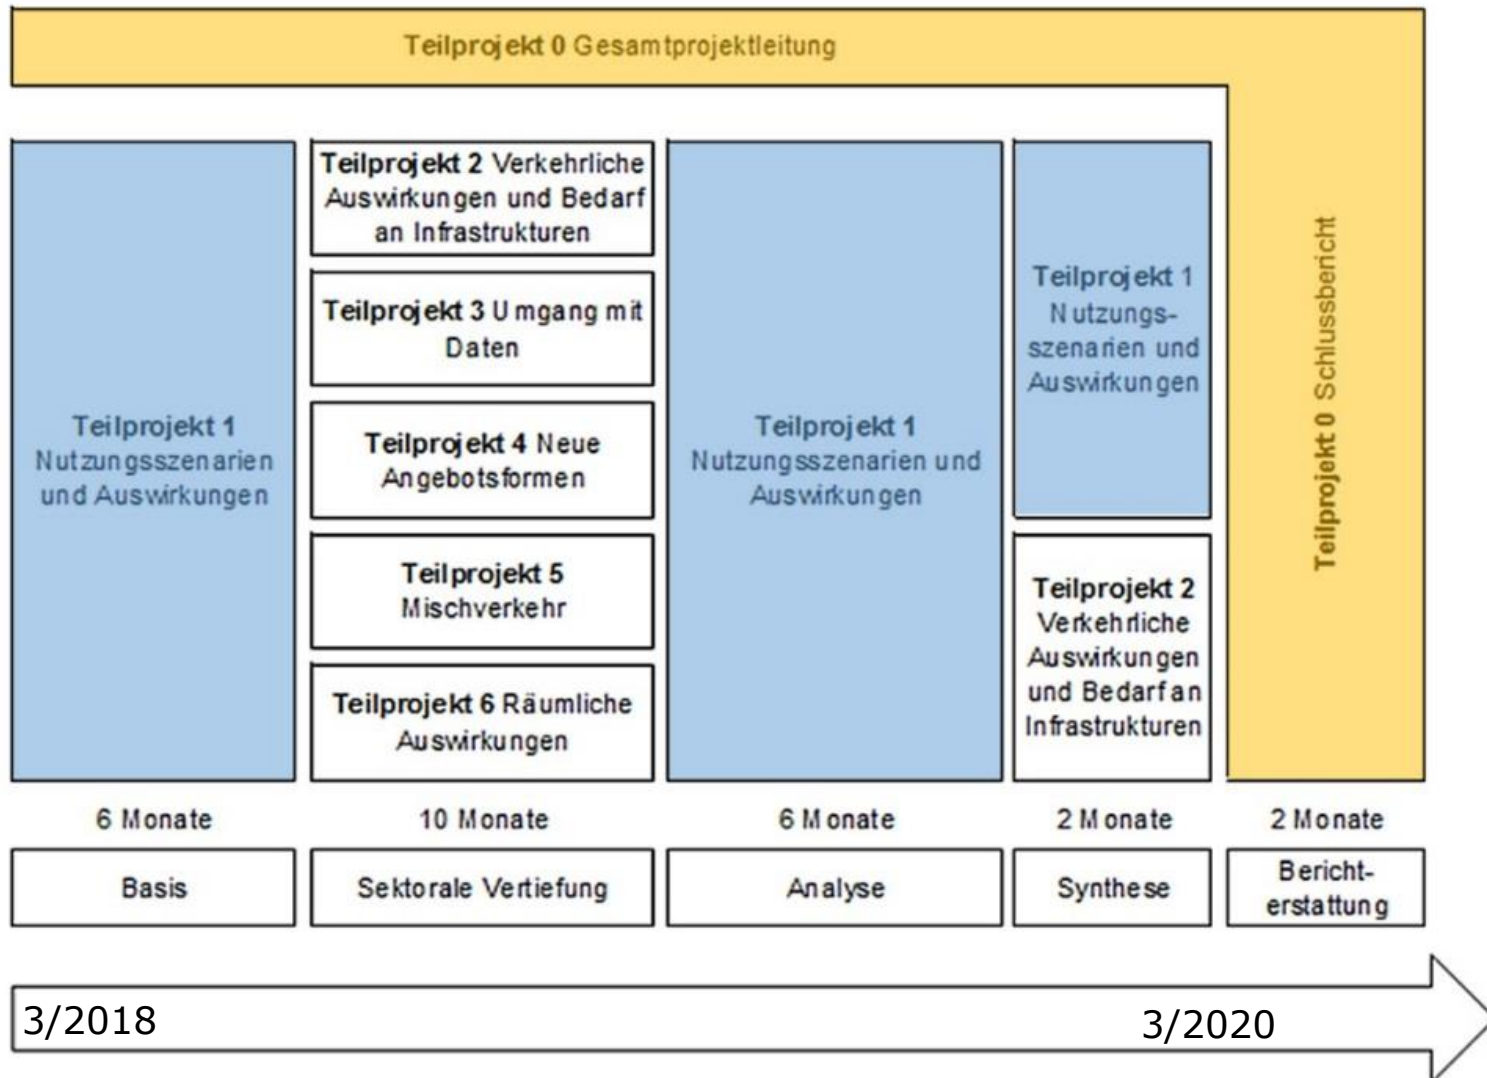 Teilprojekt 0 Gesamtprojektleitung
Teilprojekt 1
Nutzungsszenarien
und Auswirkungen
Teilprojekt 2 Verkehrliche
Auswirkungen und Bedarf
an Infrastrukturen
Teilprojekt 3 Umgang mit
Daten
Teilprojekt 4 Neue
Angebotsformen
Teilprojekt 5
Mischverkehr
Teilprojekt 6 Räumliche
Auswirkungen
Teilprojekt 1
Nutzungsszenarien und
Auswirkungen
Teilprojekt 1
Nutzungs-
szenarien und
Auswirkungen
Teilprojekt 2
Verkehrliche
Auswirkungen
und Bedarf an
Infrastrukturen
Teilprojekt 0 Schlussbericht
6 Monate
10 Monate
6 Monate
2 Monate
2 Monate
Basis
Sektorale Vertiefung
Analyse
Synthese
Bericht-
erstattung
3/2018
3/2020